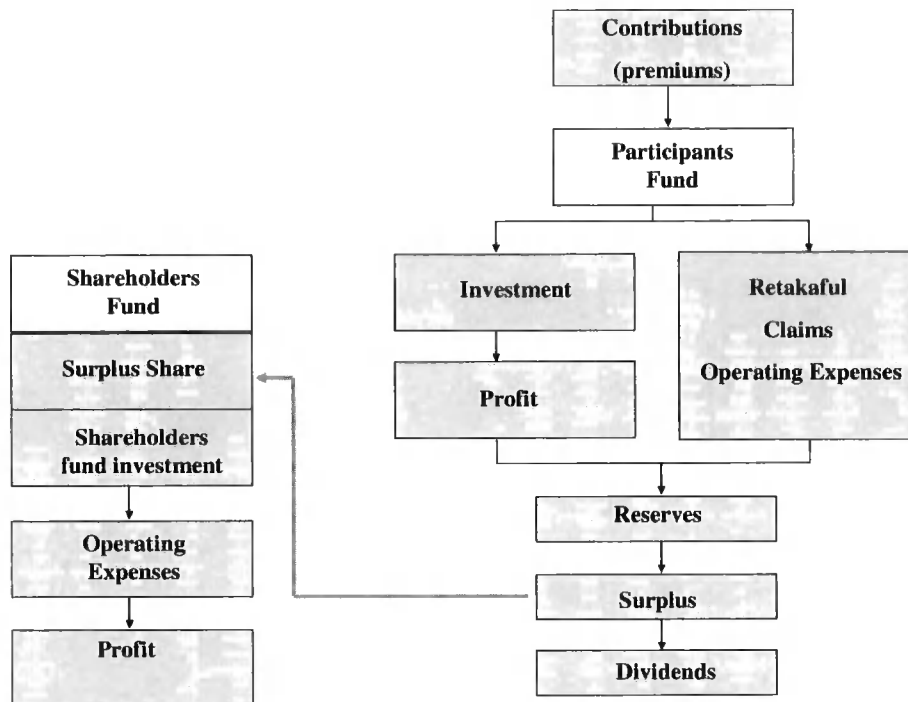 Contributions
(premiums)
Participants
Fund
Shareholders
Fund
Surplus Share
Shareholders
fund investment
Operating
Expenses
Profit
Investment
Profit
Retakaful
Claims
Operating Expenses
Reserves
Surplus
Dividends